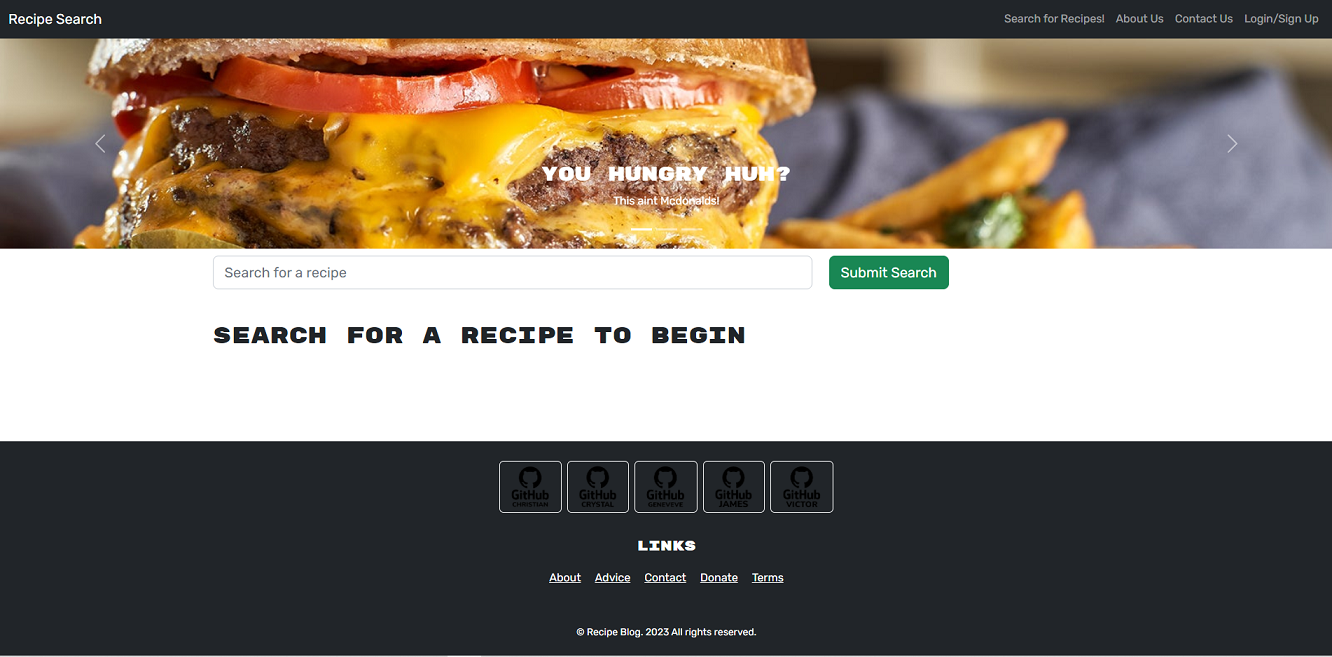 Recipe Search
Search for Recipes! About Us Contact Us Login/Sign Up
YOU HUNGRY HUH?
This aint Mcdonalds!
Search for a recipe
Submit Search
SEARCH FOR A RECIPE TO BEGIN
GitHub CHRISTIAN
GitHub CRYSTAL
GitHub GENEVEVE
GitHub JAMES
GitHub VICTOR
LINKS
About Advice Contact Donate Terms
© Recipe Blog. 2023 All rights reserved.